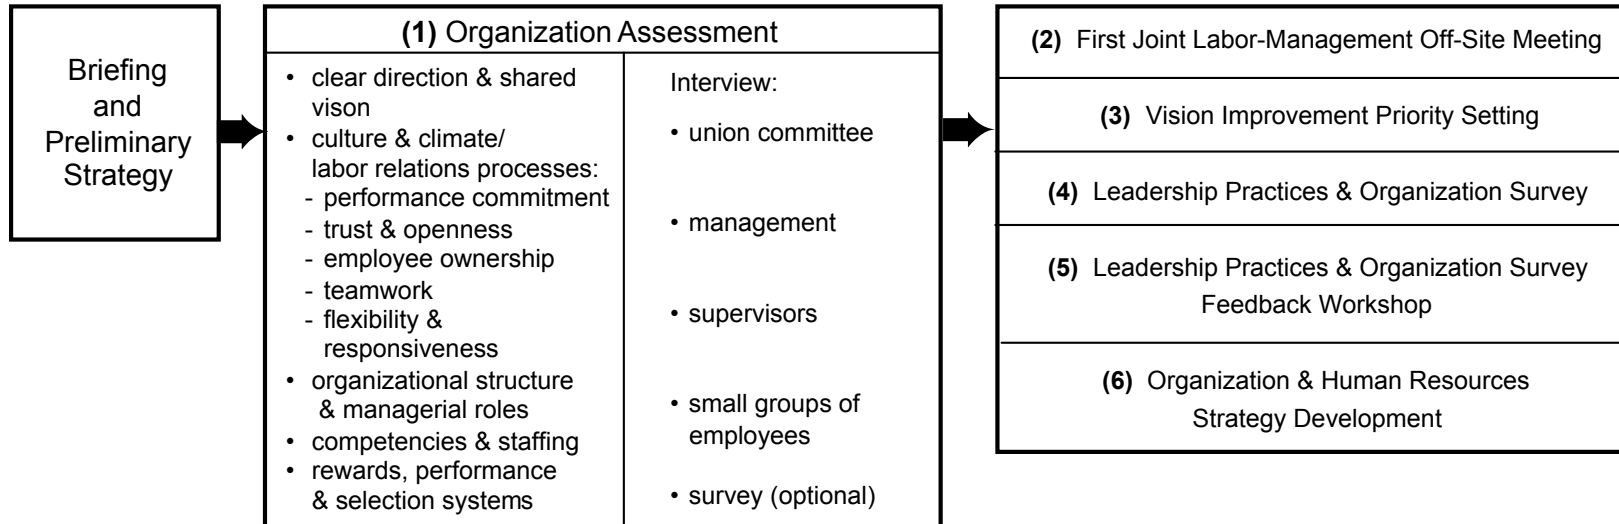 Briefing
and
Preliminary
Strategy
(1) Organization Assessment
• clear direction & shared
vison
• culture & climate/
labor relations processes:
- performance commitment
- trust & openness
- employee ownership
- teamwork
- flexibility &
responsiveness
• organizational structure
& managerial roles
• competencies & staffing
• rewards, performance
& selection systems
Interview:
• union committee
• management
• supervisors
• small groups of
employees
• survey (optional)
(2) First Joint Labor-Management Off-Site Meeting
(3) Vision Improvement Priority Setting
(4) Leadership Practices & Organization Survey
(5) Leadership Practices & Organization Survey
Feedback Workshop
(6) Organization & Human Resources
Strategy Development